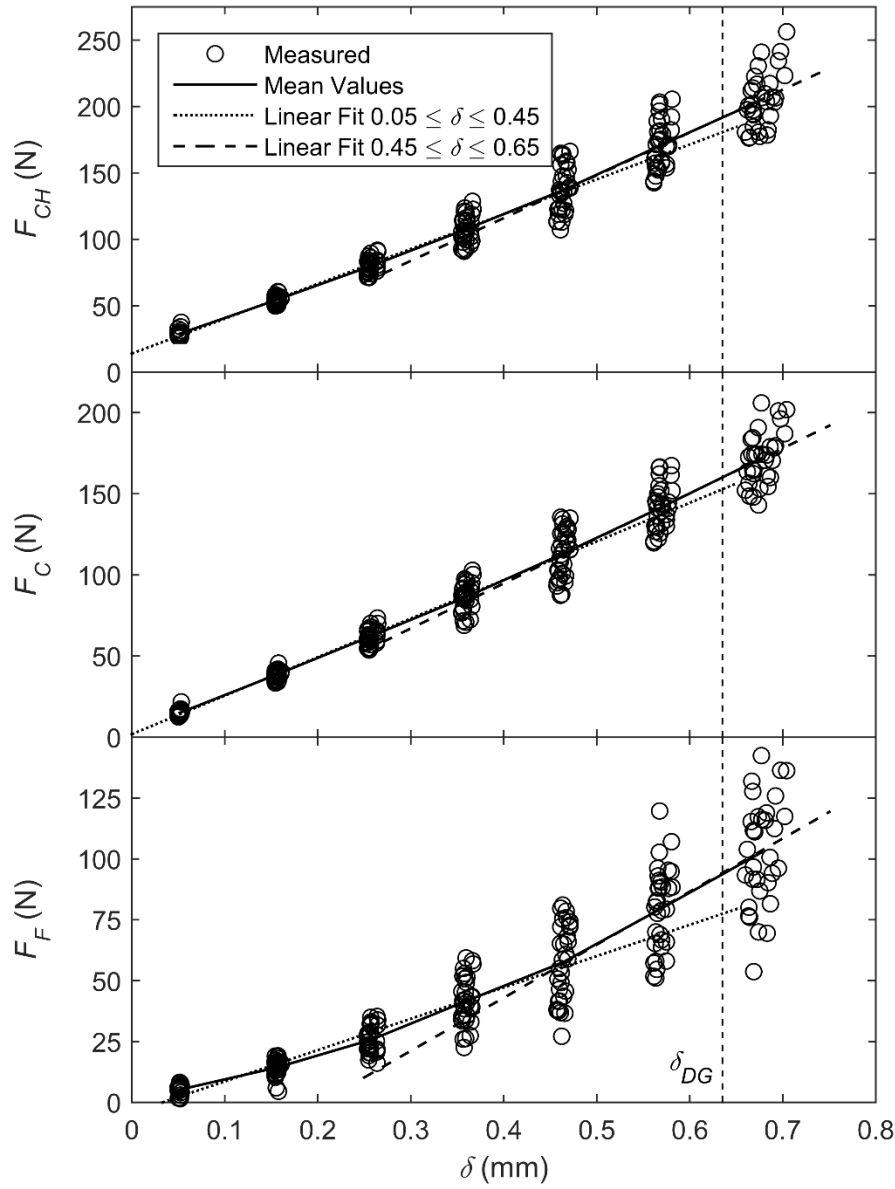 250
200
150
100
50
0
F_CH (N)
Measured
Mean Values
Linear Fit 0.05 ≤ δ ≤ 0.45
Linear Fit 0.45 ≤ δ ≤ 0.65
200
150
100
50
0
F_C (N)
125
100
75
50
25
0
F_F (N)
δ_DG
0 0.1 0.2 0.3 0.4 0.5 0.6 0.7 0.8
δ (mm)